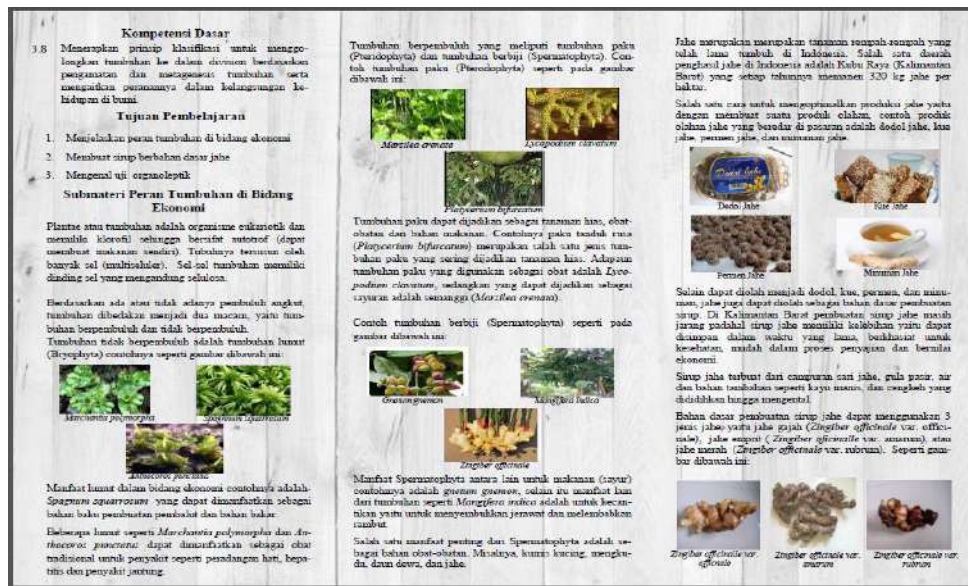 Kompetensi Dasar
3.8 Menerapkan prinsip klasifikasi untuk menggo-
longkan tumbuhan ke dalam division berdasarkan
pengamatan dan metagenesis tumbuhan serta
mengaitkan peranannya dalam kelangsungan ke-
hidupan di bumi.
Tujuan Pembelajaran
1. Menjelaskan peran tumbuhan di bidang ekonomi
2. Membuat sirup berbahan dasar jahe
3. Mengenal uji organoleptik
Submateri Peran Tumbuhan di Bidang
Ekonomi
Plantae atau tumbuhan adalah organisme eukariotik dan
memiliki klorofil sehingga bersifat autotrof (dapat
membuat makanan sendiri). Tubuhnya tersusun oleh
banyak sel (multiseluler). Sel-sel tumbuhan memiliki
dinding sel yang mengandung selulosa.
Berdasarkan ada atau tidak adanya pembuluh angkut,
tumbuhan dibedakan menjadi dua macam, yaitu tum-
buhan berpembuluh dan tidak berpembuluh.
Tumbuhan tidak berpembuluh adalah tumbuhan lumut
(Bryophyta) contohnya seperti gambar dibawah ini:
Marchantia polymorpha
Spagnum squarrosum
Anthoceros punctatus
Manfaat lumut dalam bidang ekonomi contohnya adalah
Spagnum squarrosum yang dapat dimanfaatkan sebagai
bahan baku pembuatan pembalut dan bahan bakar.
Beberapa lumut seperti Marchantia polymorpha dan An-
thoceros punctatus dapat dimanfaatkan sebagai obat
tradisional untuk penyakit seperti peradangan hati, hepa-
titis dan penyakit jantung.
Tumbuhan berpembuluh yang meliputi tumbuhan paku
(Pteridophyta) dan tumbuhan berbiji (Spermatophyta). Con-
toh tumbuhan paku (Pterodophyta) seperti pada gambar
dibawah ini:
Marsilea crenata
Lycopodium clavatum
Platycerium bifurcatum
Tumbuhan paku dapat dijadikan sebagai tanaman hias, obat-
obatan dan bahan makanan. Contohnya paku tanduk rusa
(Platycerium bifurcatum) merupakan salah satu jenis tum-
buhan paku yang sering dijadikan tanaman hias. Adapun
tumbuhan paku yang digunakan sebagai obat adalah Lyco-
podium clavatum, sedangkan yang dapat dijadikan sebagai
sayuran adalah semanggi (Marsilea crenata).
Contoh tumbuhan berbiji (Spermatophyta) seperti pada
gambar dibawah ini:
Gnetum gnemon
Mangifera indica
Zingiber officinale
Manfaat Spermatophyta antara lain untuk makanan (sayur)
contohnya adalah gnetum gnemon, selain itu manfaat lain
dari tumbuhan seperti Mangifera indica adalah untuk kecan-
tikan yaitu untuk menyembuhkan jerawat dan melembabkan
rambut.
Salah satu manfaat penting dari Spermatophyta adalah se-
bagai bahan obat-obatan. Misalnya, kumis kucing, mengku-
du, daun dewa, dan jahe.
Jahe merupakan merupakan tanaman rempah-rempah yang
telah lama tumbuh di Indonesia. Salah satu daerah
penghasil jahe di Indonesia adalah Kubu Raya (Kalimantan
Barat) yang setiap tahunnya memanen 320 kg jahe per
hektar.
Salah satu cara untuk mengoptimalkan produksi jahe yaitu
dengan membuat suatu produk olahan, contoh produk
olahan jahe yang beredar di pasaran adalah dodol jahe, kue
jahe, permen jahe, dan minuman jahe.
Dodol Jahe
Dodol Jahe
Kue Jahe
Permen Jahe
Minuman Jahe
Selain dapat diolah menjadi dodol, kue, permen, dan minu-
man, jahe juga dapat diolah sebagai bahan dasar pembuatan
sirup. Di Kalimantan Barat pembuatan sirup jahe masih
jarang padahal sirup jahe memiliki kelebihan yaitu dapat
disimpan dalam waktu yang lama, berkhasiat untuk
kesehatan, mudah dalam proses penyajian dan bernilai
ekonomi.
Sirup jahe terbuat dari campuran sari jahe, gula pasir, air
dan bahan tambahan seperti kayu manis, dan cengkeh yang
dididihkan hingga mengental.
Bahan dasar pembuatan sirup jahe dapat menggunakan 3
jenis jahe yaitu jahe gajah (Zingiber officinale var. offici-
nale), jahe emprit ( Zingiber officinalle var. amarum), atau
jahe merah (Zingiber officinale var. rubrum). Seperti gam-
bar dibawah ini:
Zingiber officinale var.
officinale
Zingiber officinale var.
amarum
Zingiber officinale var.
rubrum